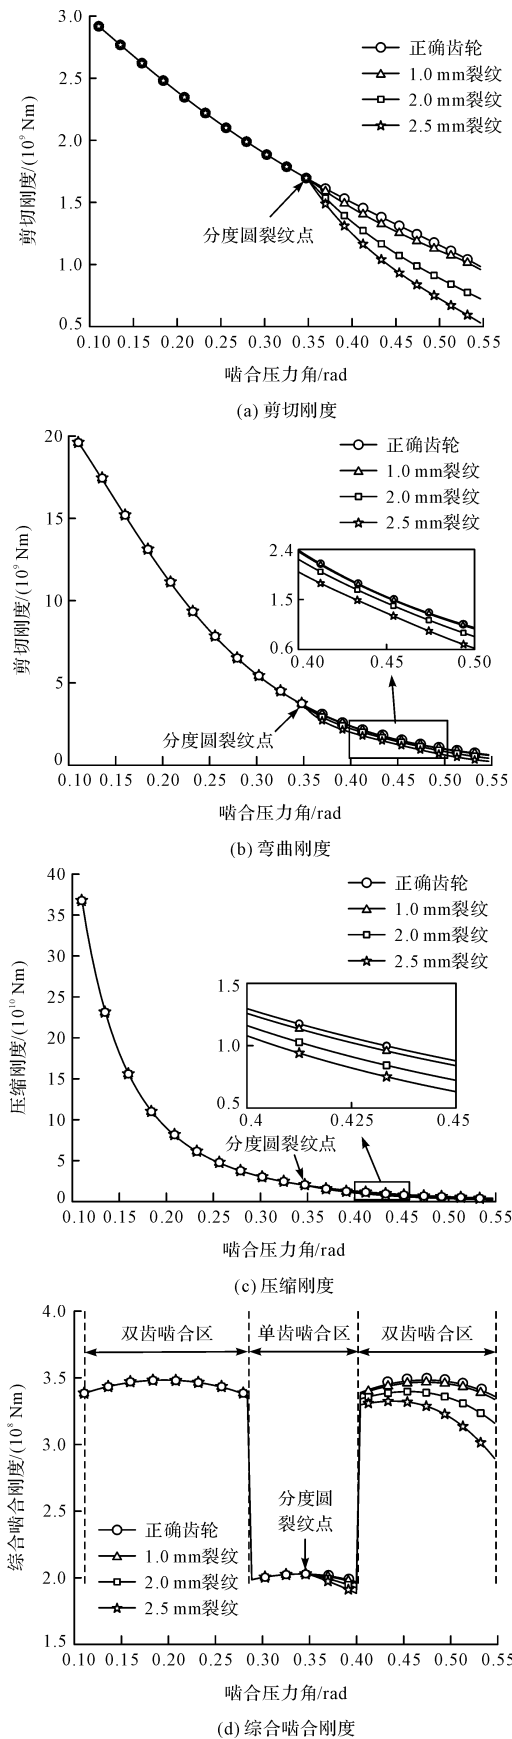 3.0
正确齿轮
1.0 mm裂纹
2.0 mm裂纹
2.5 mm裂纹
2.5
2.0
1.5
1.0
0.5
剪切刚度/(10⁹ Nm)
分度圆裂纹点
0.10 0.15 0.20 0.25 0.30 0.35 0.40 0.45 0.50 0.55
啮合压力角/rad
(a) 剪切刚度
20
正确齿轮
1.0 mm裂纹
2.0 mm裂纹
2.5 mm裂纹
15
10
5
0
剪切刚度/(10⁹ Nm)
2.4
1.5
0.6
0.40 0.45 0.50
分度圆裂纹点
0.10 0.15 0.20 0.25 0.30 0.35 0.40 0.45 0.50 0.55
啮合压力角/rad
(b) 弯曲刚度
40
正确齿轮
1.0 mm裂纹
2.0 mm裂纹
2.5 mm裂纹
35
30
25
20
15
10
5
0
压缩刚度/(10¹⁰ Nm)
1.5
1.0
0.5
0.4 0.425 0.45
分度圆裂纹点
0.10 0.15 0.20 0.25 0.30 0.35 0.40 0.45 0.50 0.55
啮合压力角/rad
(c) 压缩刚度
4.0
双齿啮合区 单齿啮合区 双齿啮合区
3.5
3.0
2.5
2.0
1.5
综合啮合刚度/(10⁸ Nm)
分度圆
裂纹点
正确齿轮
1.0 mm裂纹
2.0 mm裂纹
2.5 mm裂纹
0.10 0.15 0.20 0.25 0.30 0.35 0.40 0.45 0.50 0.55
啮合压力角/rad
(d) 综合啮合刚度